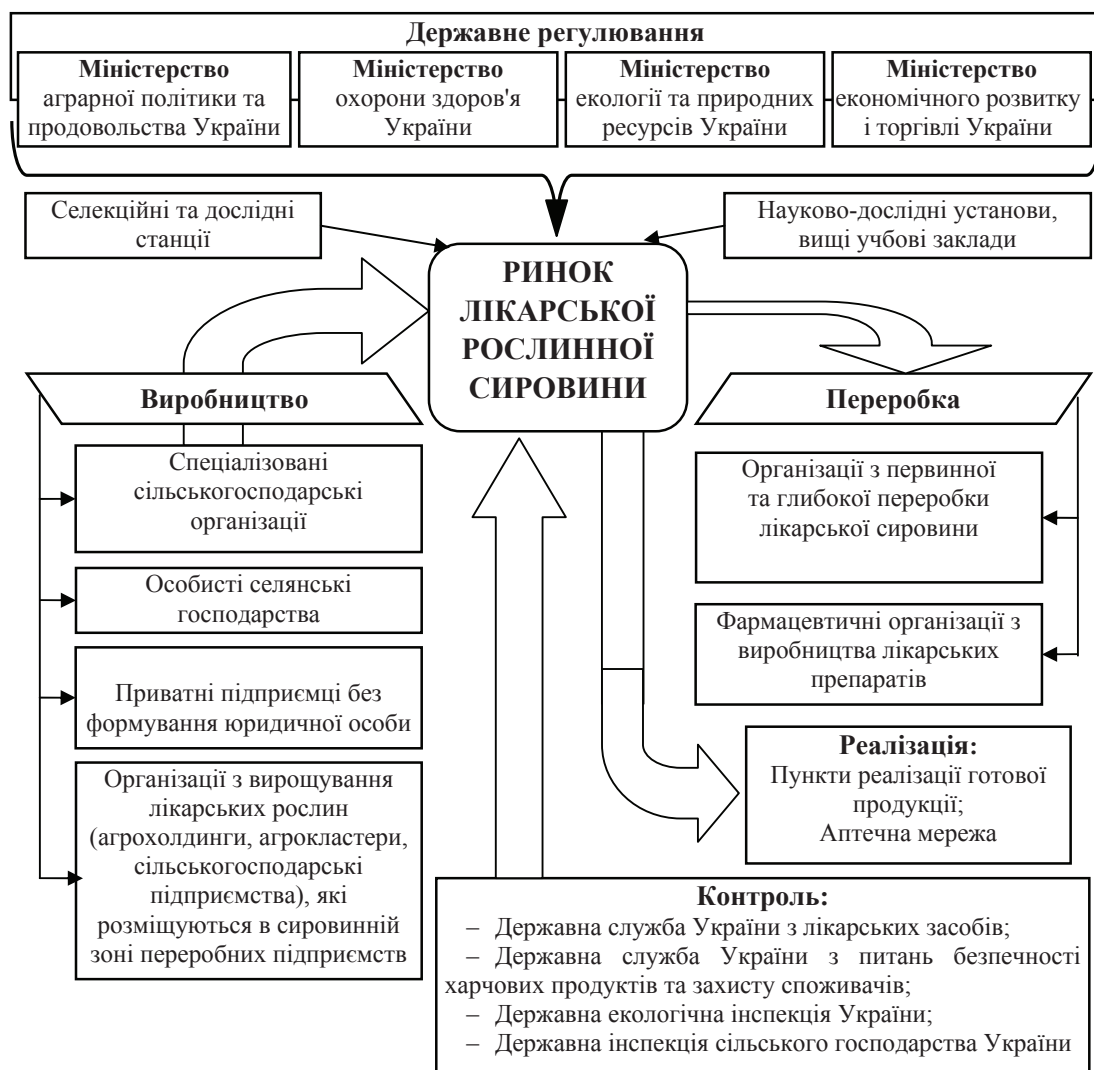 Державне регулювання
Міністерство
аграрної політики та
продовольства України
Міністерство
охорони здоров'я
України
Міністерство
екології та природних
ресурсів України
Міністерство
економічного розвитку
і торгівлі України
Селекційні та дослідні
станції
Науково-дослідні установи,
вищі учбові заклади
РИНОК
ЛІКАРСЬКОЇ
РОСЛИННОЇ
СИРОВИНИ
Виробництво
Спеціалізовані
сільськогосподарські
організації
Особисті селянські
господарства
Приватні підприємці без
формування юридичної особи
Організації з вирощування
лікарських рослин
(агрохолдинги, агрокластери,
сільськогосподарські
підприємства), які
розміщуються в сировинній
зоні переробних підприємств
Переробка
Організації з первинної
та глибокої переробки
лікарської сировини
Фармацевтичні організації з
виробництва лікарських
препаратів
Реалізація:
Пункти реалізації готової
продукції;
Аптечна мережа
Контроль:
– Державна служба України з лікарських засобів;
– Державна служба України з питань безпечності
харчових продуктів та захисту споживачів;
– Державна екологічна інспекція України;
– Державна інспекція сільського господарства України